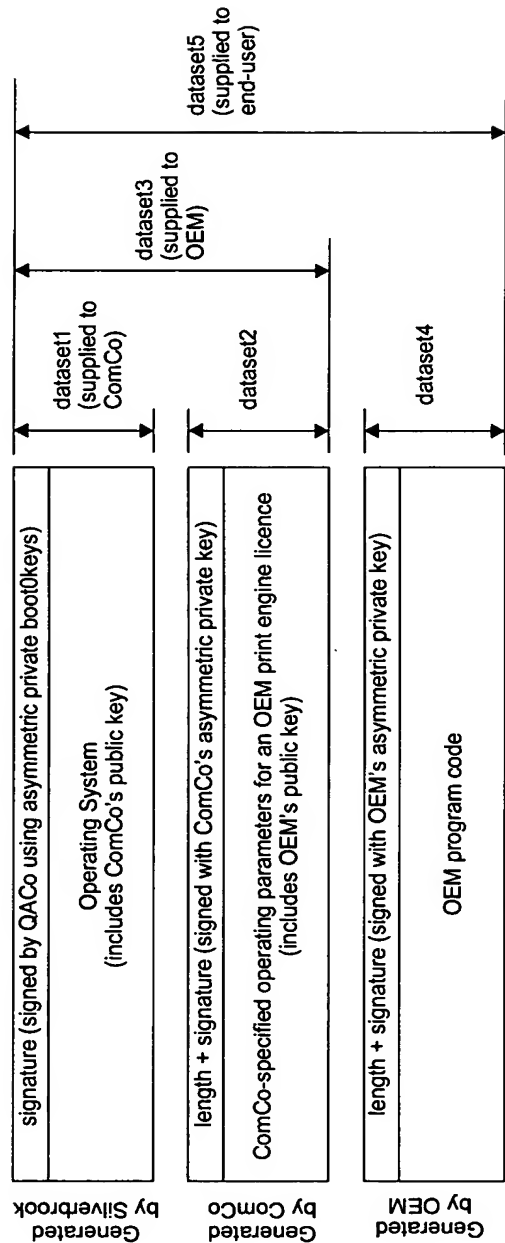 Generated
by Silverbrook
signature (signed by QACo using asymmetric private boot0keys)
Operating System
(includes ComCo's public key)
dataset1
(supplied to
ComCo)
dataset3
(supplied to
OEM)
dataset5
(supplied to
end-user)
Generated
by ComCo
length + signature (signed with ComCo's asymmetric private key)
ComCo-specified operating parameters for an OEM print engine licence
(includes OEM's public key)
dataset2
Generated
by OEM
length + signature (signed with OEM's asymmetric private key)
OEM program code
dataset4